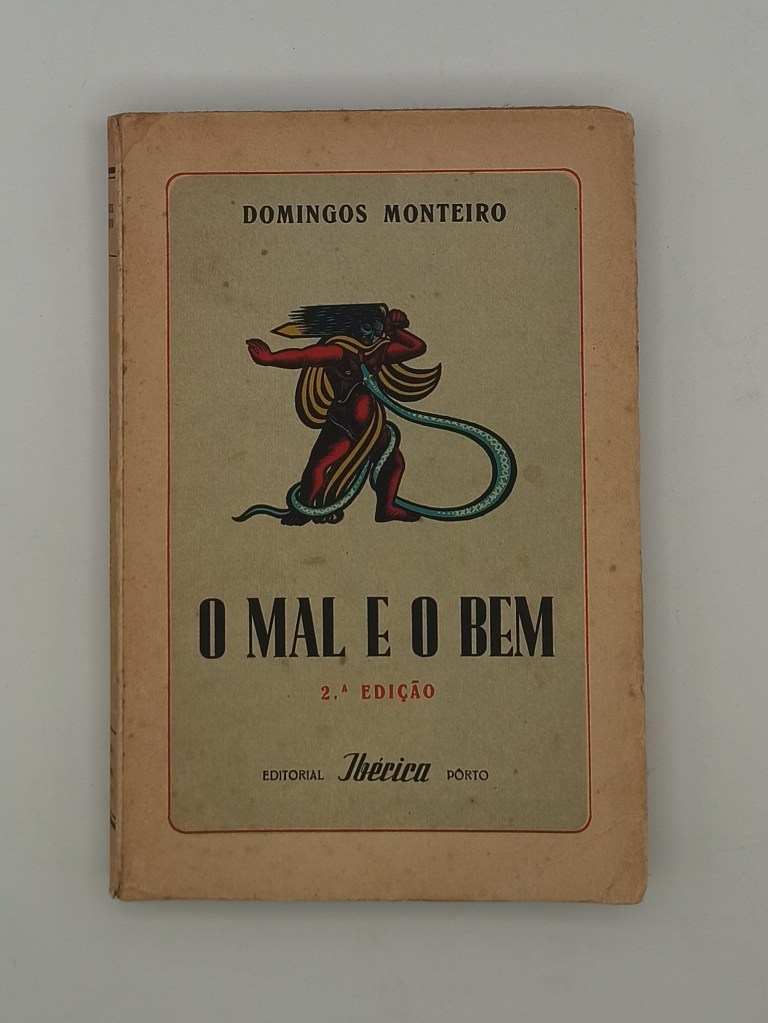 DOMINGOS MONTEIRO
O MAL E O BEM
2.ª EDIÇÃO
EDITORIAL Ibérica PÔRTO